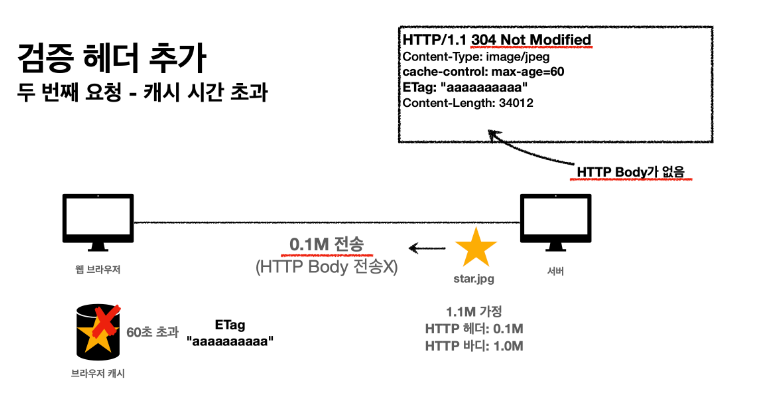 검증 헤더 추가
두 번째 요청 - 캐시 시간 초과
HTTP/1.1 304 Not Modified
Content-Type: image/jpeg
cache-control: max-age=60
ETag: "aaaaaaaaaa"
Content-Length: 34012
HTTP Body가 없음
0.1M 전송
(HTTP Body 전송X)
웹 브라우저
star.jpg
서버
1.1M 가정
HTTP 헤더: 0.1M
HTTP 바디: 1.0M
60초 초과
ETag
"aaaaaaaaaa"
브라우저 캐시